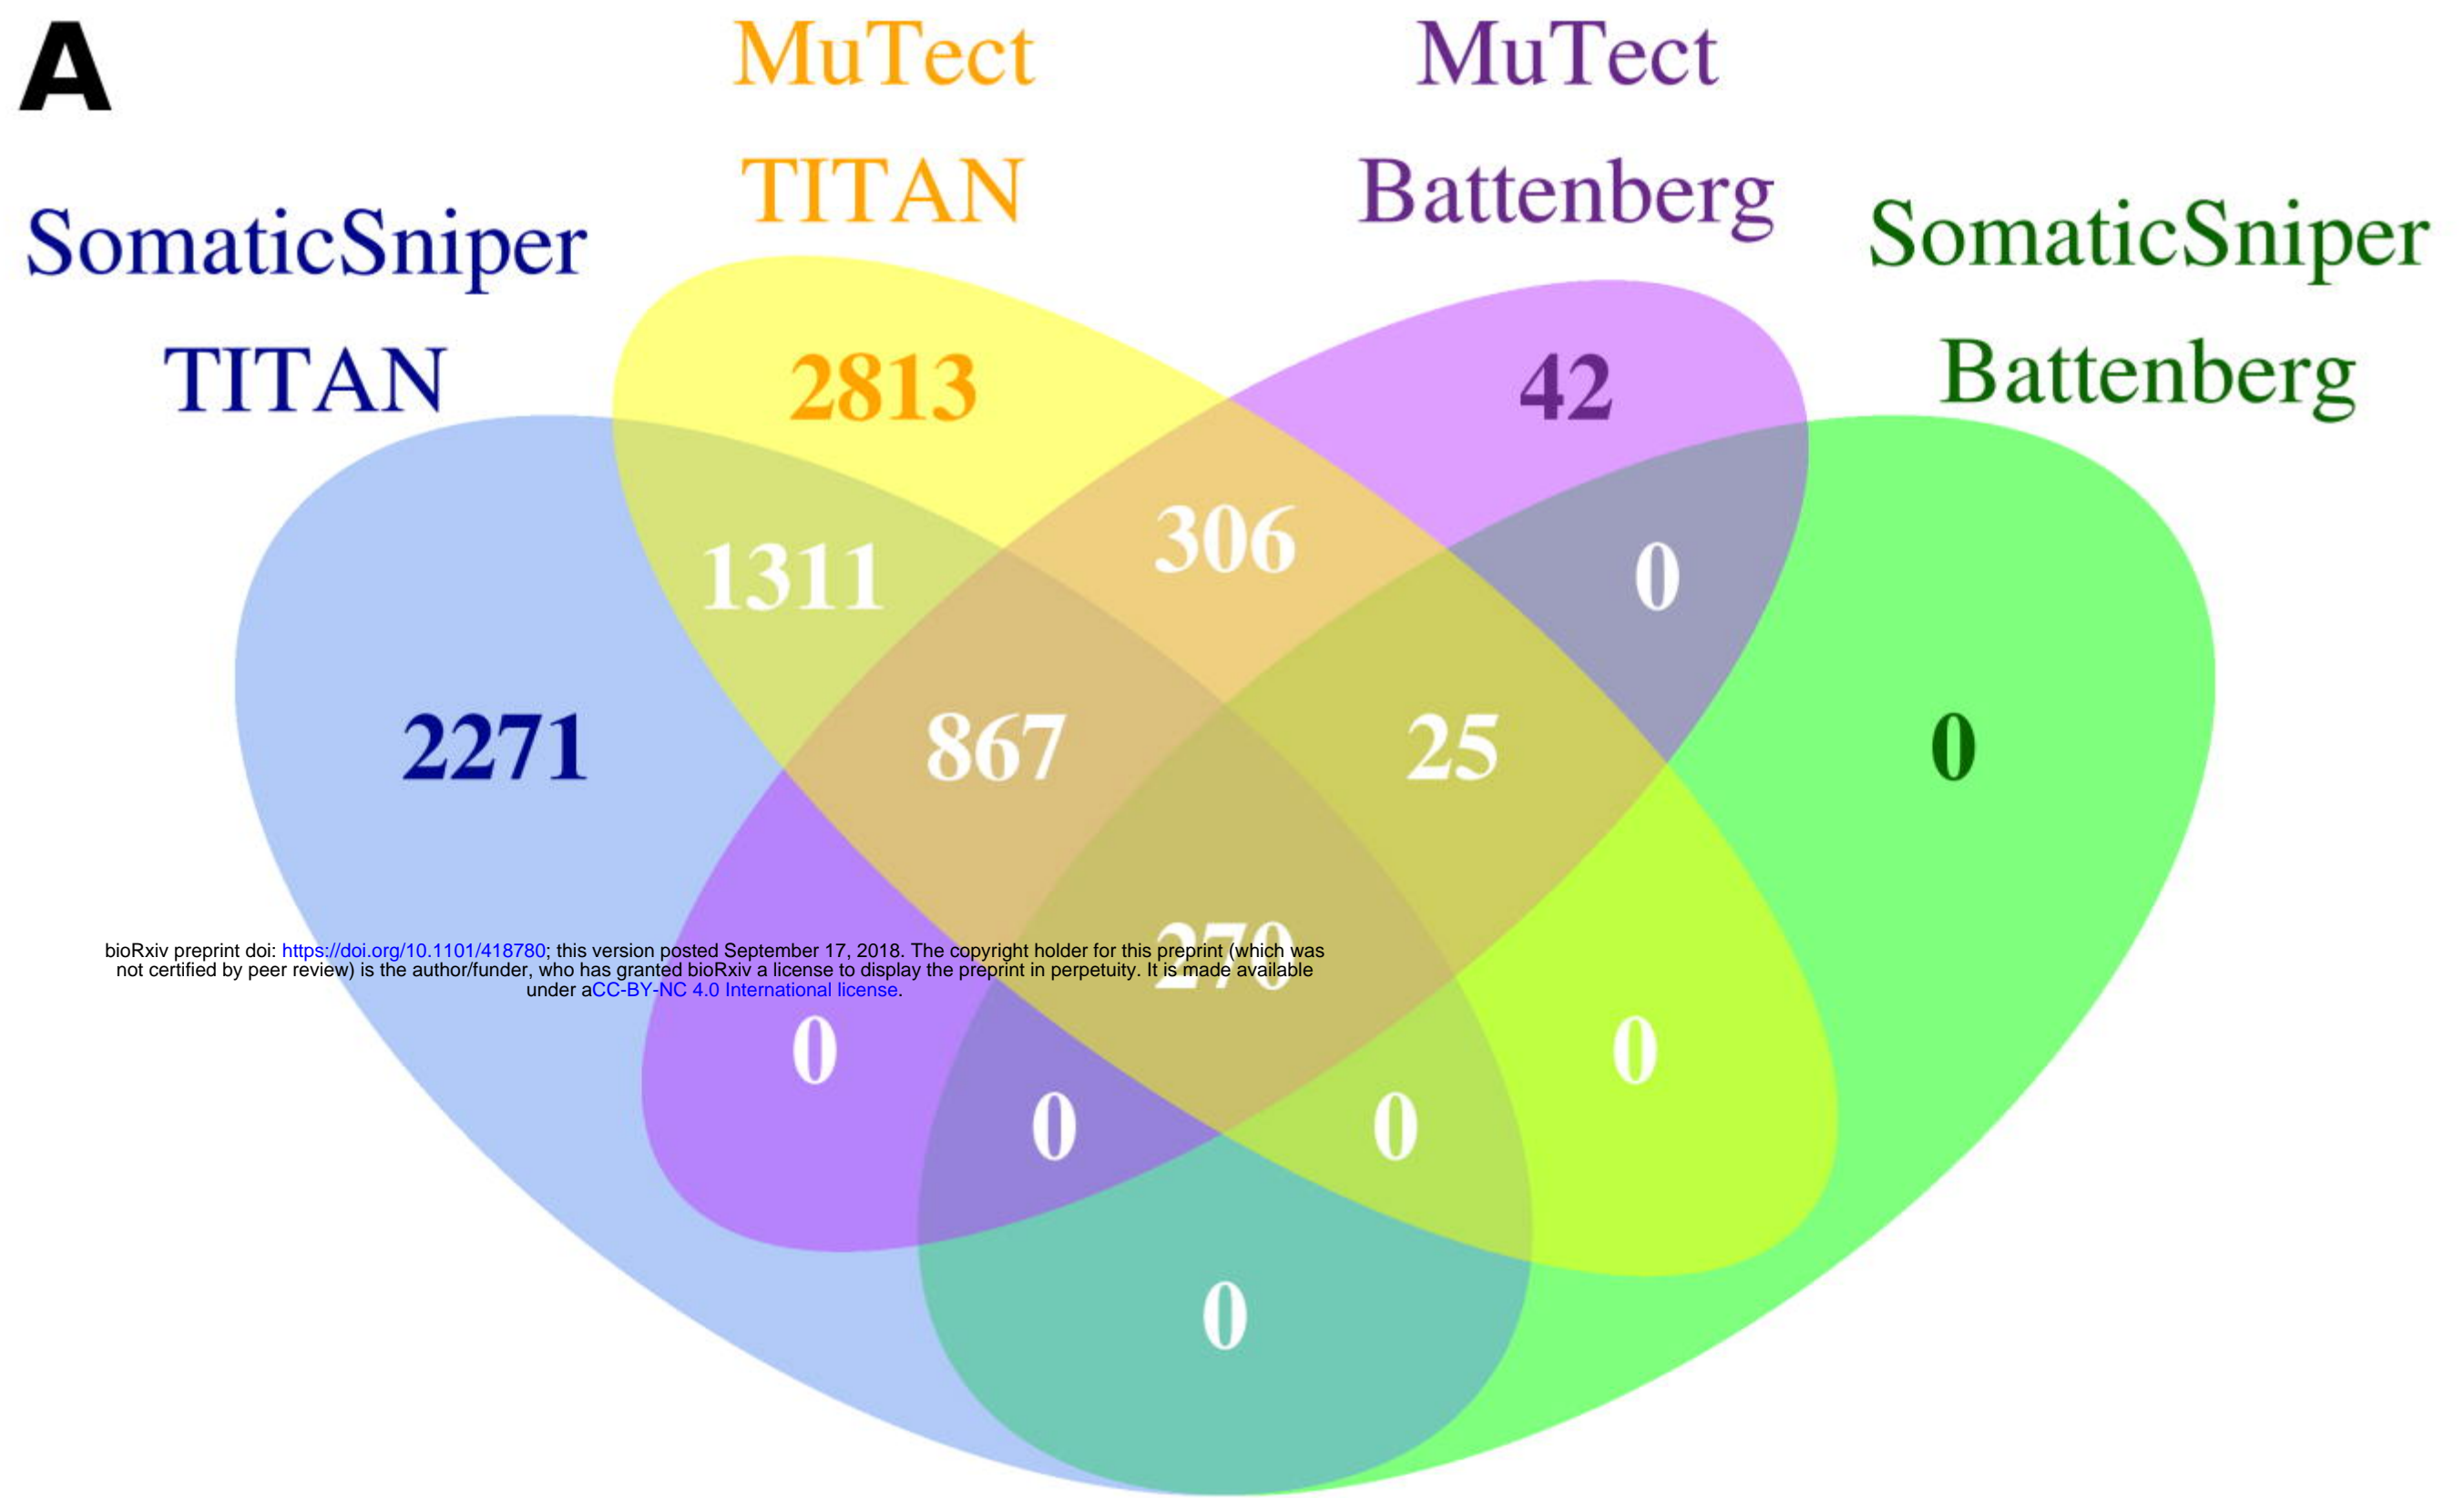 A
MuTect
TITAN
MuTect
Battenberg
SomaticSniper
TITAN
SomaticSniper
Battenberg
2813
42
1311
306
0
2271
867
25
0
270
bioRxiv preprint doi: https://doi.org/10.1101/418780; this version posted September 17, 2018. The copyright holder for this preprint (which was
not certified by peer review) is the author/funder, who has granted bioRxiv a license to display the preprint in perpetuity. It is made available
under aCC-BY-NC 4.0 International license.
0
0
0
0
0